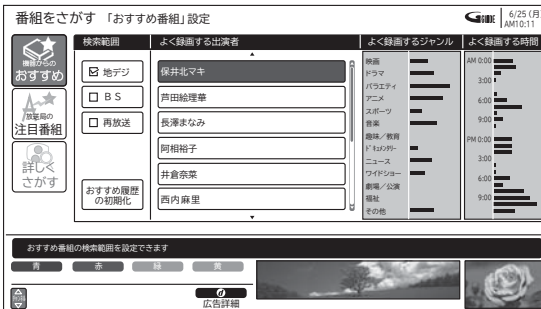 番組をさがす 「おすすめ番組」設定
G GUIDE
6/25 (月
AM10:11
機器からの
おすすめ
放送局の
注目番組
詳しく
さがす
検索範囲
地デジ
BS
再放送
おすすめ履歴
の初期化
よく録画する出演者
保井北マキ
芦田絵理華
長澤まなみ
阿相裕子
井倉奈菜
西内麻里
よく録画するジャンル
映画
ドラマ
バラエティ
アニメ
スポーツ
音楽
趣味／教育
ドキュメンタリー
ニュース
ワイドショー
劇場／公演
福祉
その他
よく録画する時間
AM 0:00
3:00
6:00
9:00
PM 0:00
3:00
6:00
9:00
おすすめ番組の検索範囲を設定できます
青 赤 緑 黄
d
広告詳細